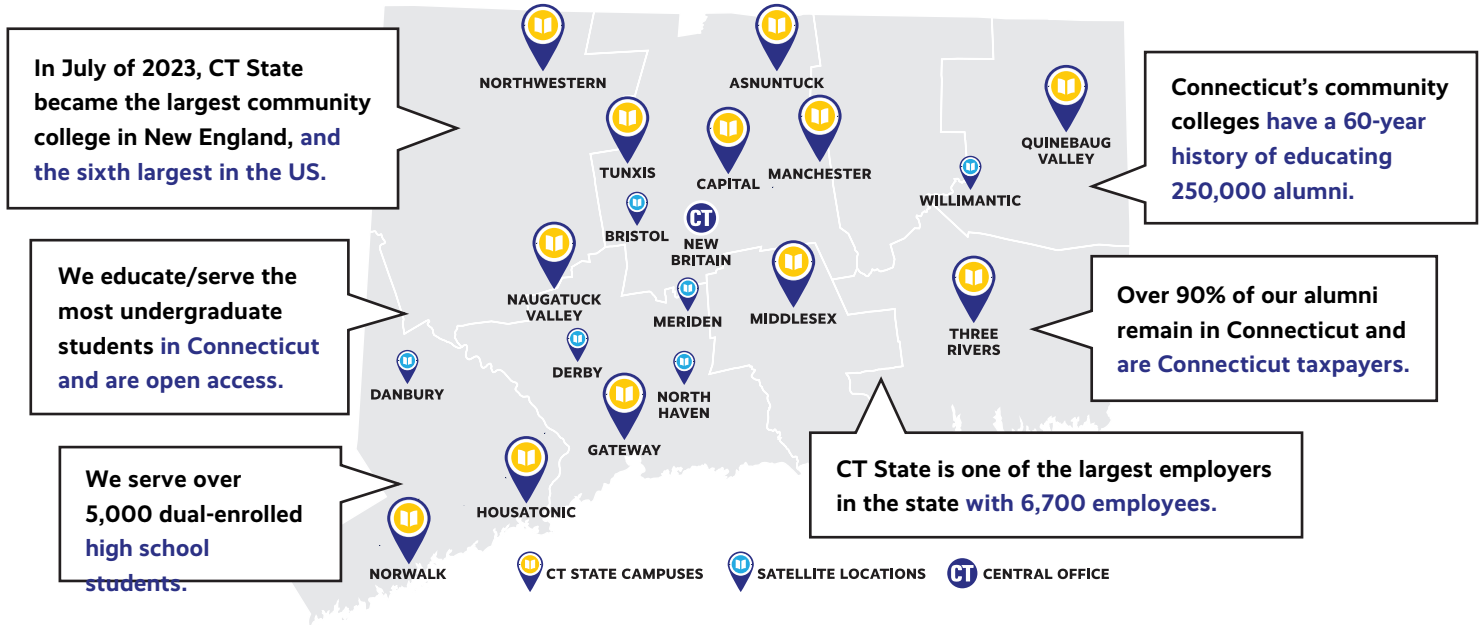 In July of 2023, CT State
became the largest community
college in New England, and
the sixth largest in the US.
We educate/serve the
most undergraduate
students in Connecticut
and are open access.
We serve over
5,000 dual-enrolled
high school
students.
NORTHWESTERN
ASNUNTUCK
TUNXIS
CAPITAL
MANCHESTER
QUINEBAUG
VALLEY
WILLIMANTIC
BRISTOL
CT
NEW
BRITAIN
NAUGATUCK
VALLEY
MERIDEN
MIDDLESEX
THREE
RIVERS
DANBURY
DERBY
NORTH
HAVEN
GATEWAY
HOUSATONIC
NORWALK
Connecticut’s community
colleges have a 60-year
history of educating
250,000 alumni.
Over 90% of our alumni
remain in Connecticut and
are Connecticut taxpayers.
CT State is one of the largest employers
in the state with 6,700 employees.
CT STATE CAMPUSES
SATELLITE LOCATIONS
CT CENTRAL OFFICE